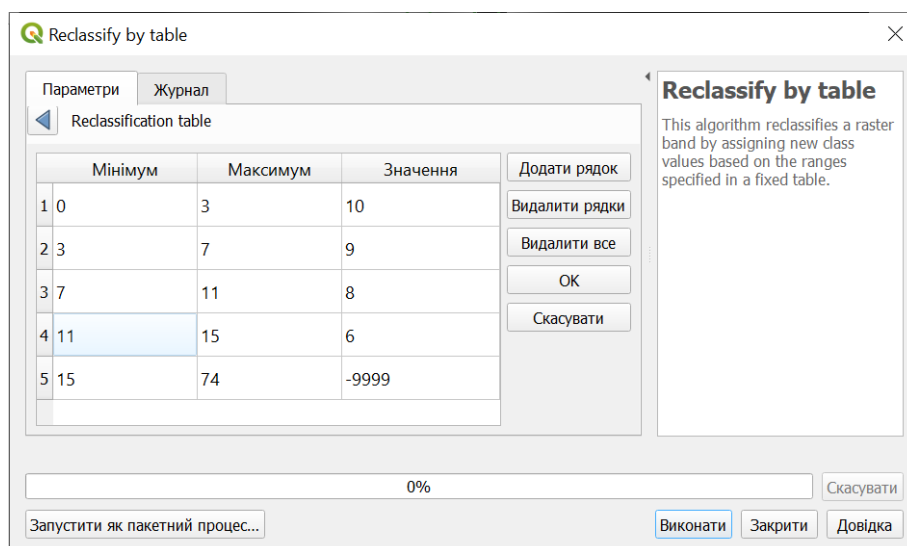 Reclassify by table
Параметри Журнал
Reclassification table
Мінімум Максимум Значення
1 0 3 10
2 3 7 9
3 7 11 8
4 11 15 6
5 15 74 -9999
Додати рядок
Видалити рядки
Видалити все
OK
Скасувати
Reclassify by table
This algorithm reclassifies a raster
band by assigning new class
values based on the ranges
specified in a fixed table.
0%
Скасувати
Запустити як пакетний процес...
Виконати Закрити Довідка